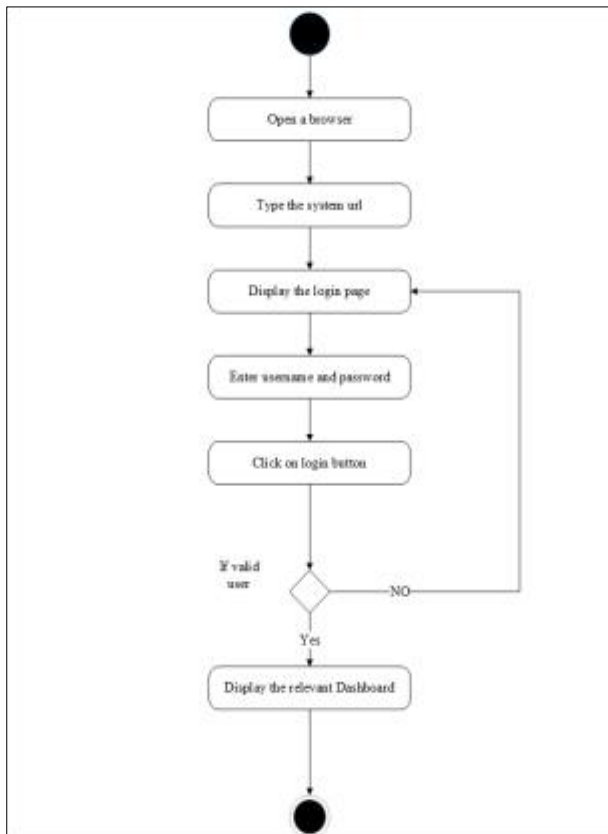 Open a browser
Type the system url
Display the login page
Enter username and password
Click on login button
If valid
user
NO
Yes
Display the relevant Dashboard